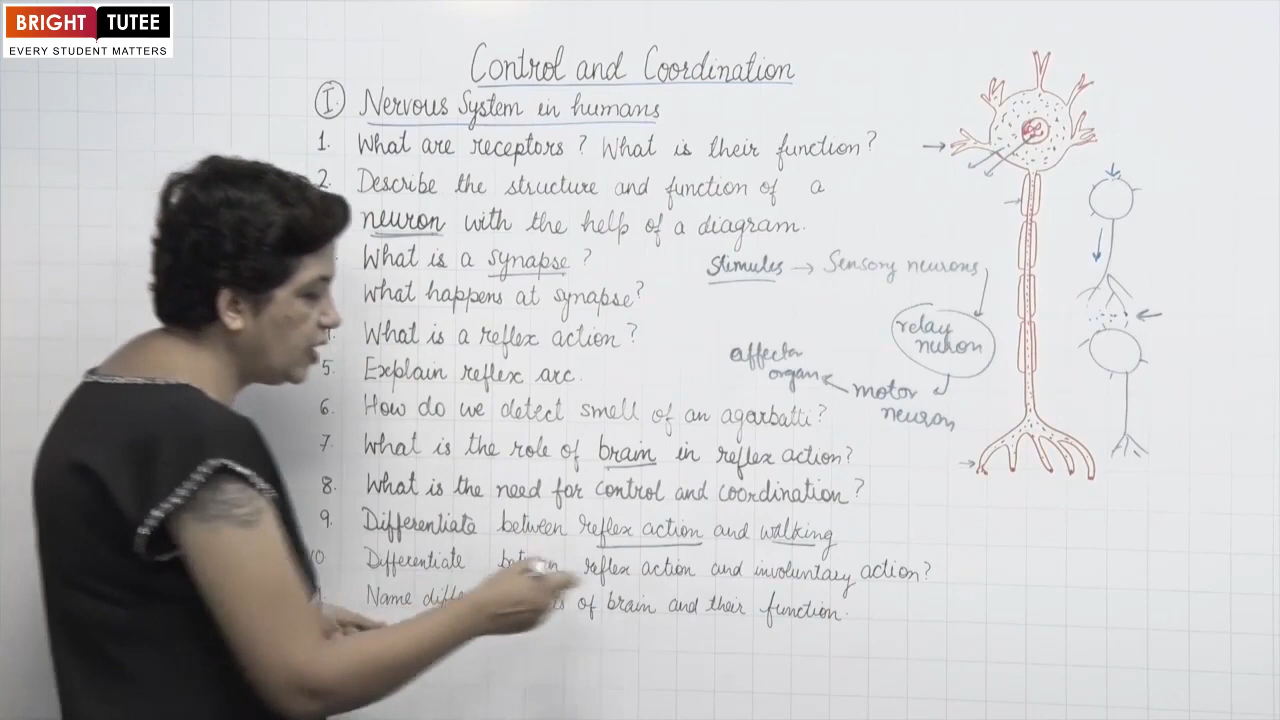 BRIGHT TUTEE
EVERY STUDENT MATTERS
Control and Coordination
I. Nervous System in humans
1. What are receptors? What is their function?
2. Describe the structure and function of a
neuron with the help of a diagram.
What is a synapse?
What happens at synapse?
What is a reflex action?
5. Explain reflex arc.
6. How do we detect smell of an agarbatti?
7. What is the role of brain in reflex action?
8. What is the need for control and coordination?
9. Differentiate between reflex action and walking
10 Differentiate between reflex action and involuntary action?
Name of brain and their function.
Stimules → Sensory neurons
relay
nuron
motor
neuron
affector
organ